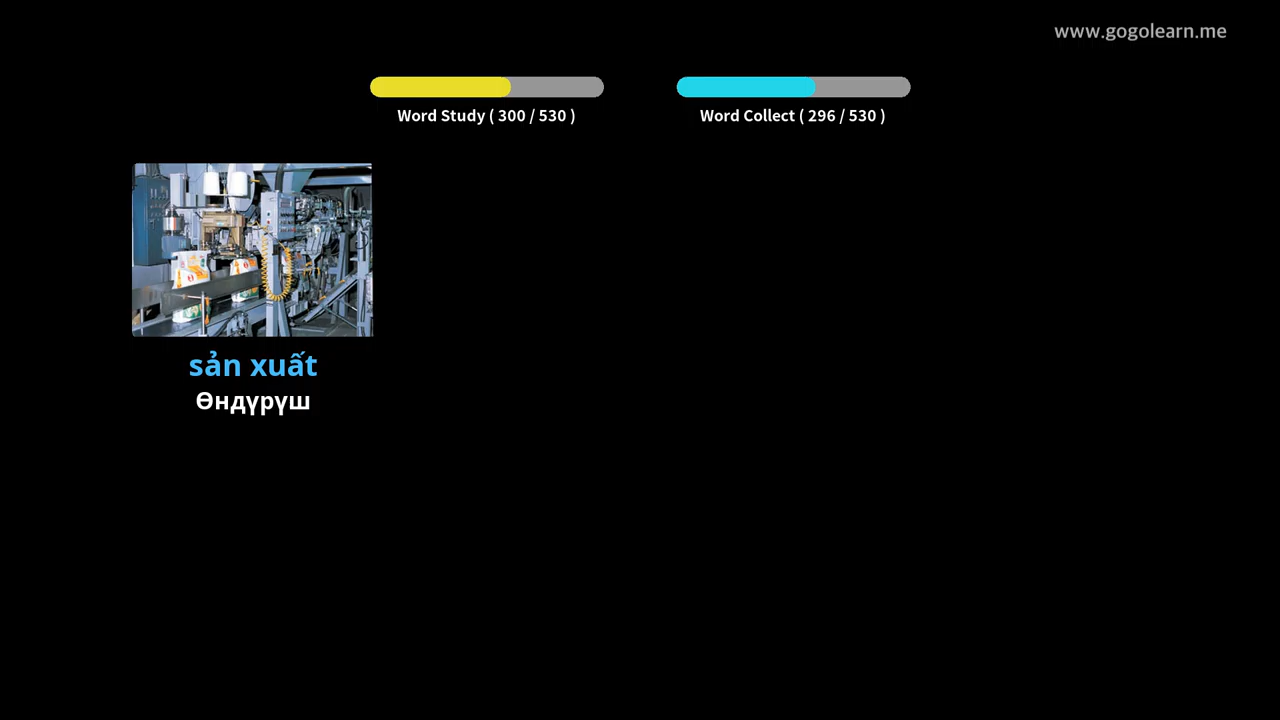 www.gogolearn.me
Word Study ( 300 / 530 )
Word Collect ( 296 / 530 )
sản xuất
Өндүрүш